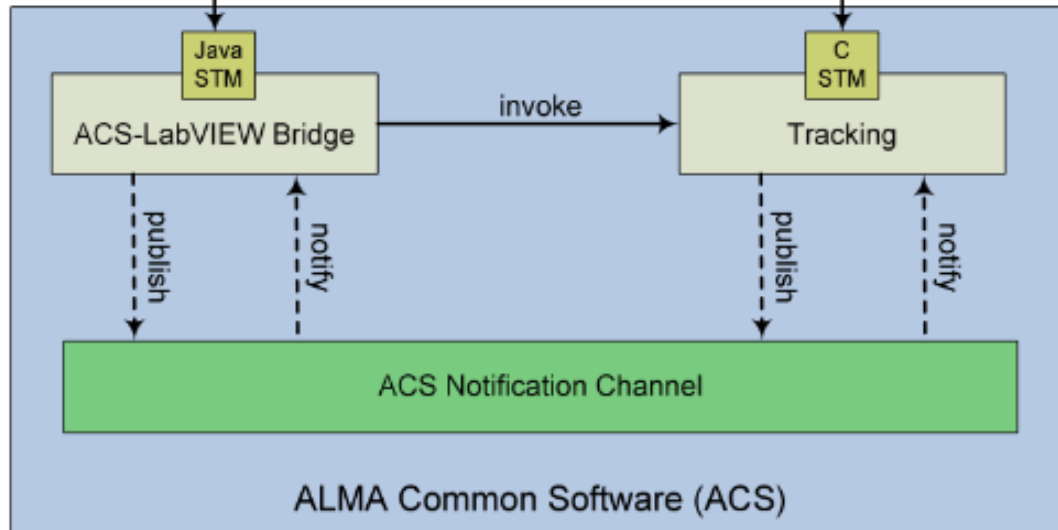 Java
STM
C
STM
ACS-LabVIEW Bridge
invoke
Tracking
publish
notify
publish
notify
ACS Notification Channel
ALMA Common Software (ACS)